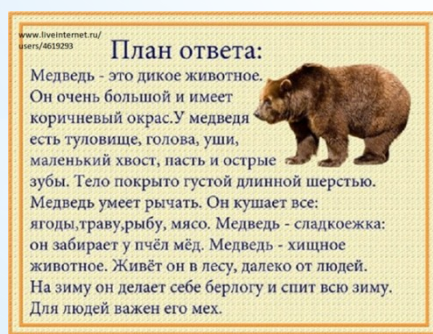 www.liveinternet.ru/
users/4619293
План ответа:
Медведь - это дикое животное.
Он очень большой и имеет
коричневый окрас.У медведя
есть туловище, голова, уши,
маленький хвост, пасть и острые
зубы. Тело покрыто густой длинной шерстью.
Медведь умеет рычать. Он кушает все:
ягоды,траву,рыбу, мясо. Медведь - сладкоежка:
он забирает у пчёл мёд. Медведь - хищное
животное. Живёт он в лесу, далеко от людей.
На зиму он делает себе берлогу и спит всю зиму.
Для людей важен его мех.